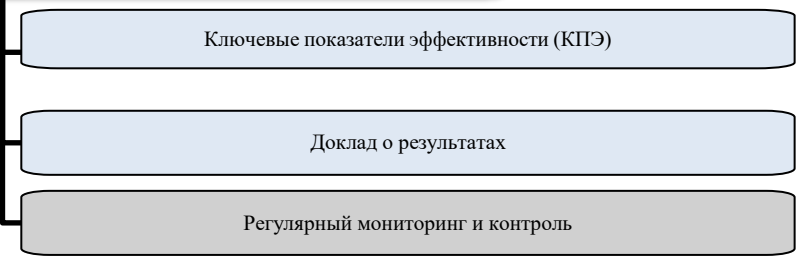 Ключевые показатели эффективности (КПЭ)
Доклад о результатах
Регулярный мониторинг и контроль